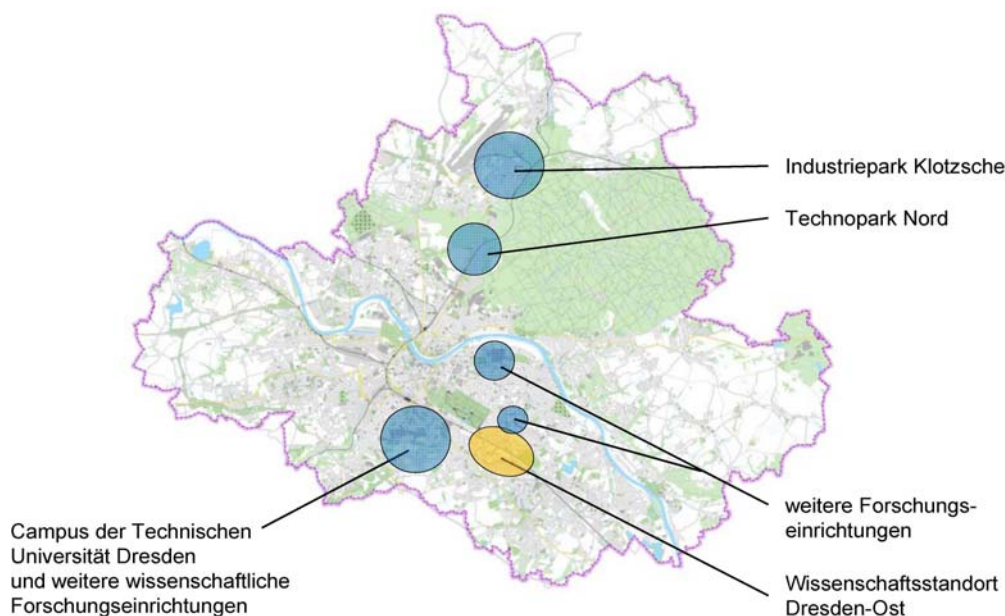 Industriepark Klotzsche
Technopark Nord
weitere Forschungs-
einrichtungen
Wissenschaftsstandort
Dresden-Ost
Campus der Technischen
Universität Dresden
und weitere wissenschaftliche
Forschungseinrichtungen